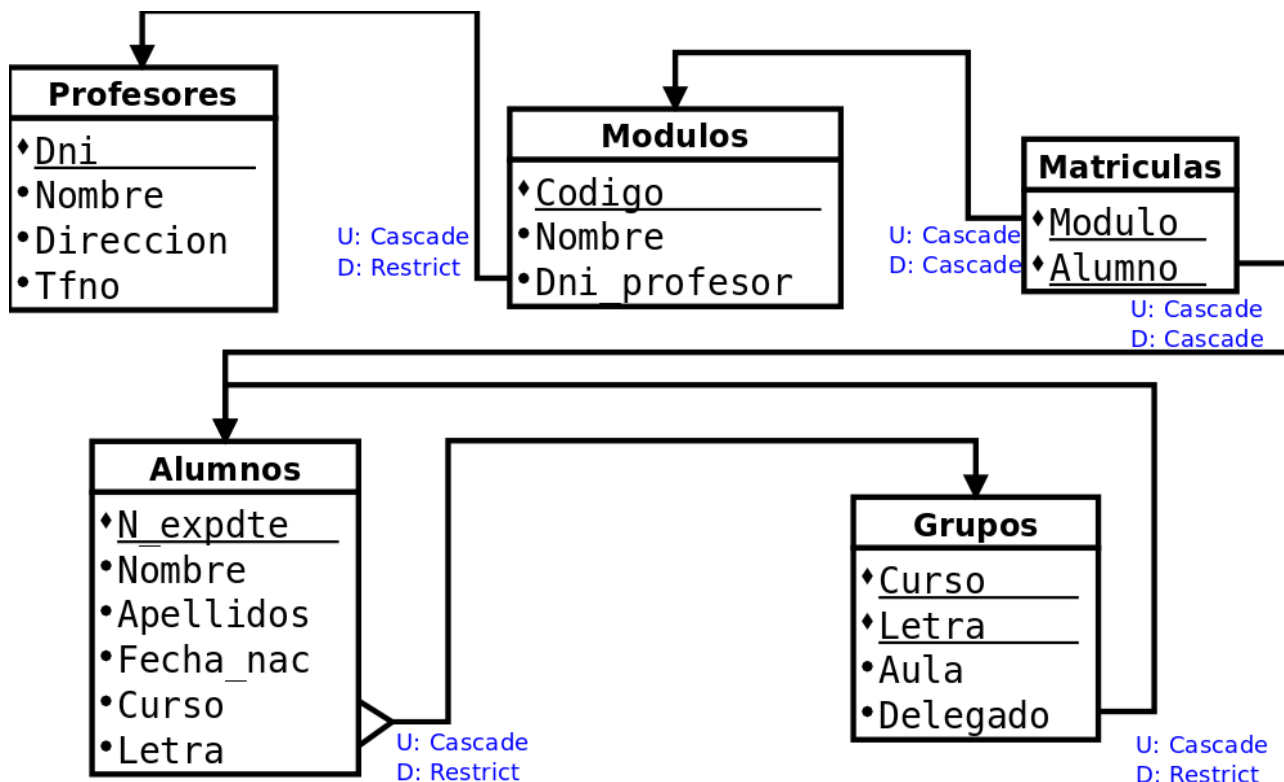 Profesores
Dni
Nombre
Direccion
Tfno
U: Cascade
D: Restrict
Modulos
Codigo
Nombre
Dni_profesor
U: Cascade
D: Cascade
Matriculas
Modulo
Alumno
U: Cascade
D: Cascade
Alumnos
N_expdte
Nombre
Apellidos
Fecha_nac
Curso
Letra
U: Cascade
D: Restrict
Grupos
Curso
Letra
Aula
Delegado
U: Cascade
D: Restrict